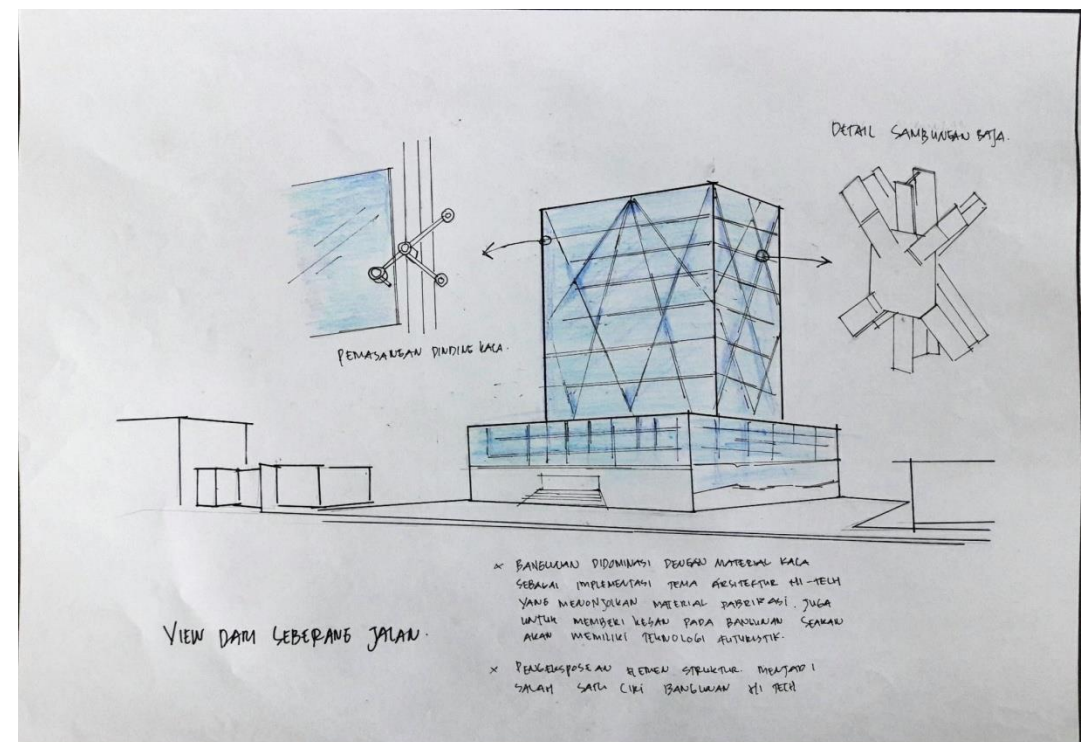 DETAIL SAMBUNGAN BAJA.
PEMASANGAN DINDING KACA.
VIEW DARI SEBERANG JALAN.
× BANGUNAN DIDOMINASI DENGAN MATERIAL KACA
SEBAGAI IMPLEMENTASI TEMA ARSITEKTUR HI-TECH
YANG MENONJOLKAN MATERIAL PABRIKASI. JUGA
UNTUK MEMBERI KESAN PADA BANGUNAN SEAKAN
AKAN MEMILIKI TEKNOLOGI FUTURISTIK.
× PENGEKSPOSEAN ELEMEN STRUKTUR MENJADI
SALAH SATU CIRI BANGUNAN HI TECH